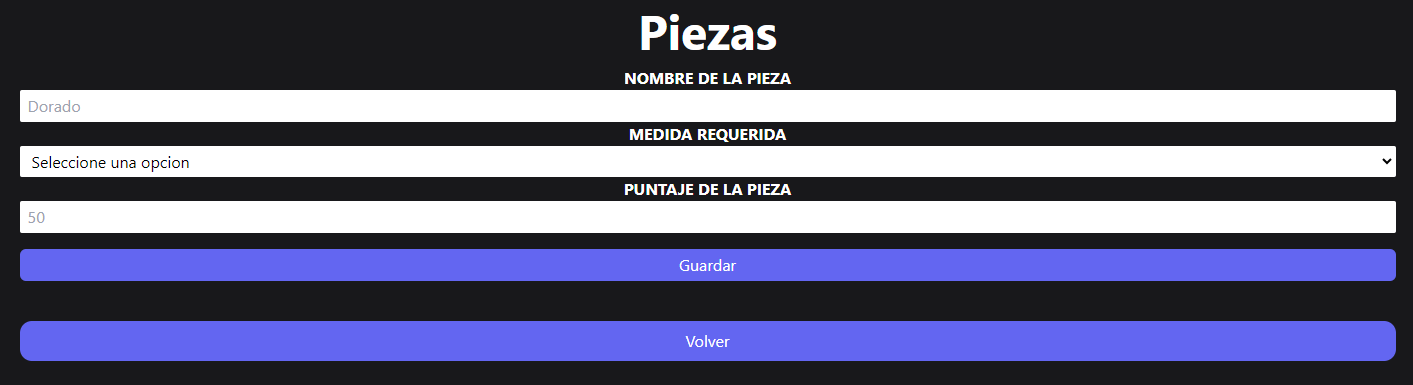 Piezas
NOMBRE DE LA PIEZA
Dorado
MEDIDA REQUERIDA
Seleccione una opcion
PUNTAJE DE LA PIEZA
50
Guardar
Volver